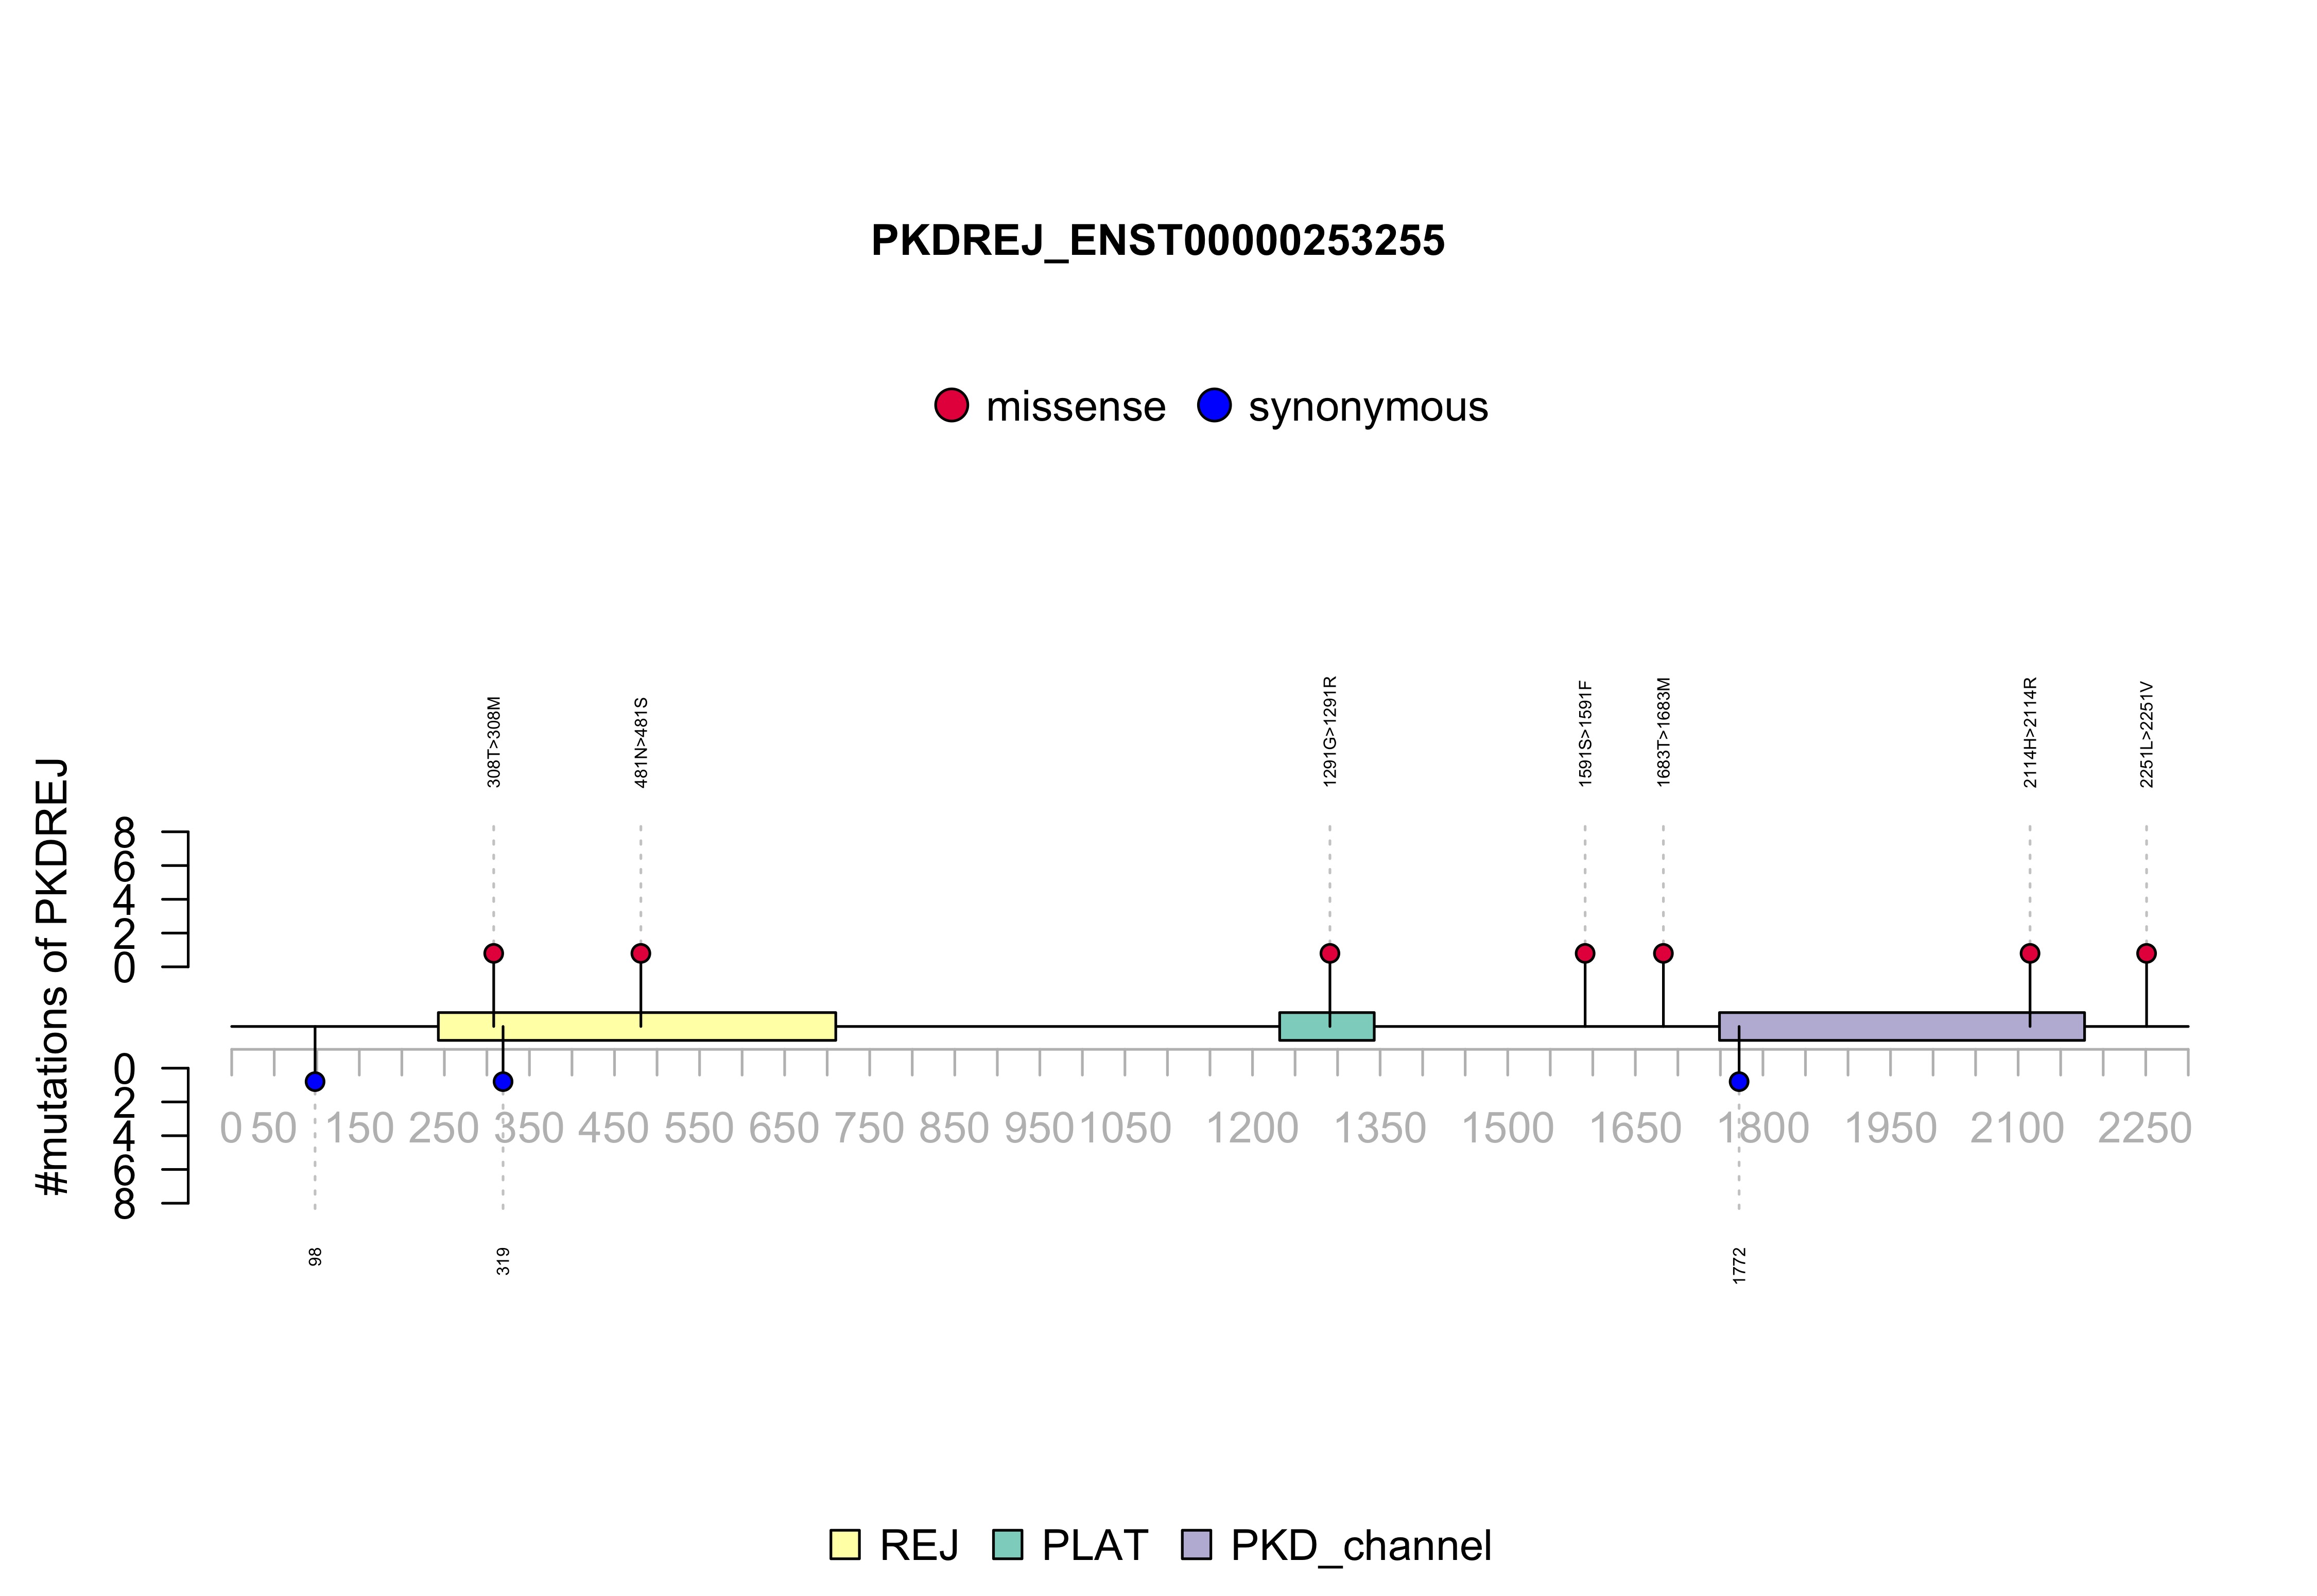 PKDREJ_ENST00000253255
missense synonymous
308T>308M
481N>481S
1291G>1291R
1591S>1591F
1683T>1683M
2114H>2114R
2251L>2251V
#mutations of PKDREJ
8
6
4
2
0
0
2
4
6
8
0 50 150 250 350 450 550 650 750 850 950 1050 1200 1350 1500 1650 1800 1950 2100 2250
98
319
1772
REJ PLAT PKD_channel